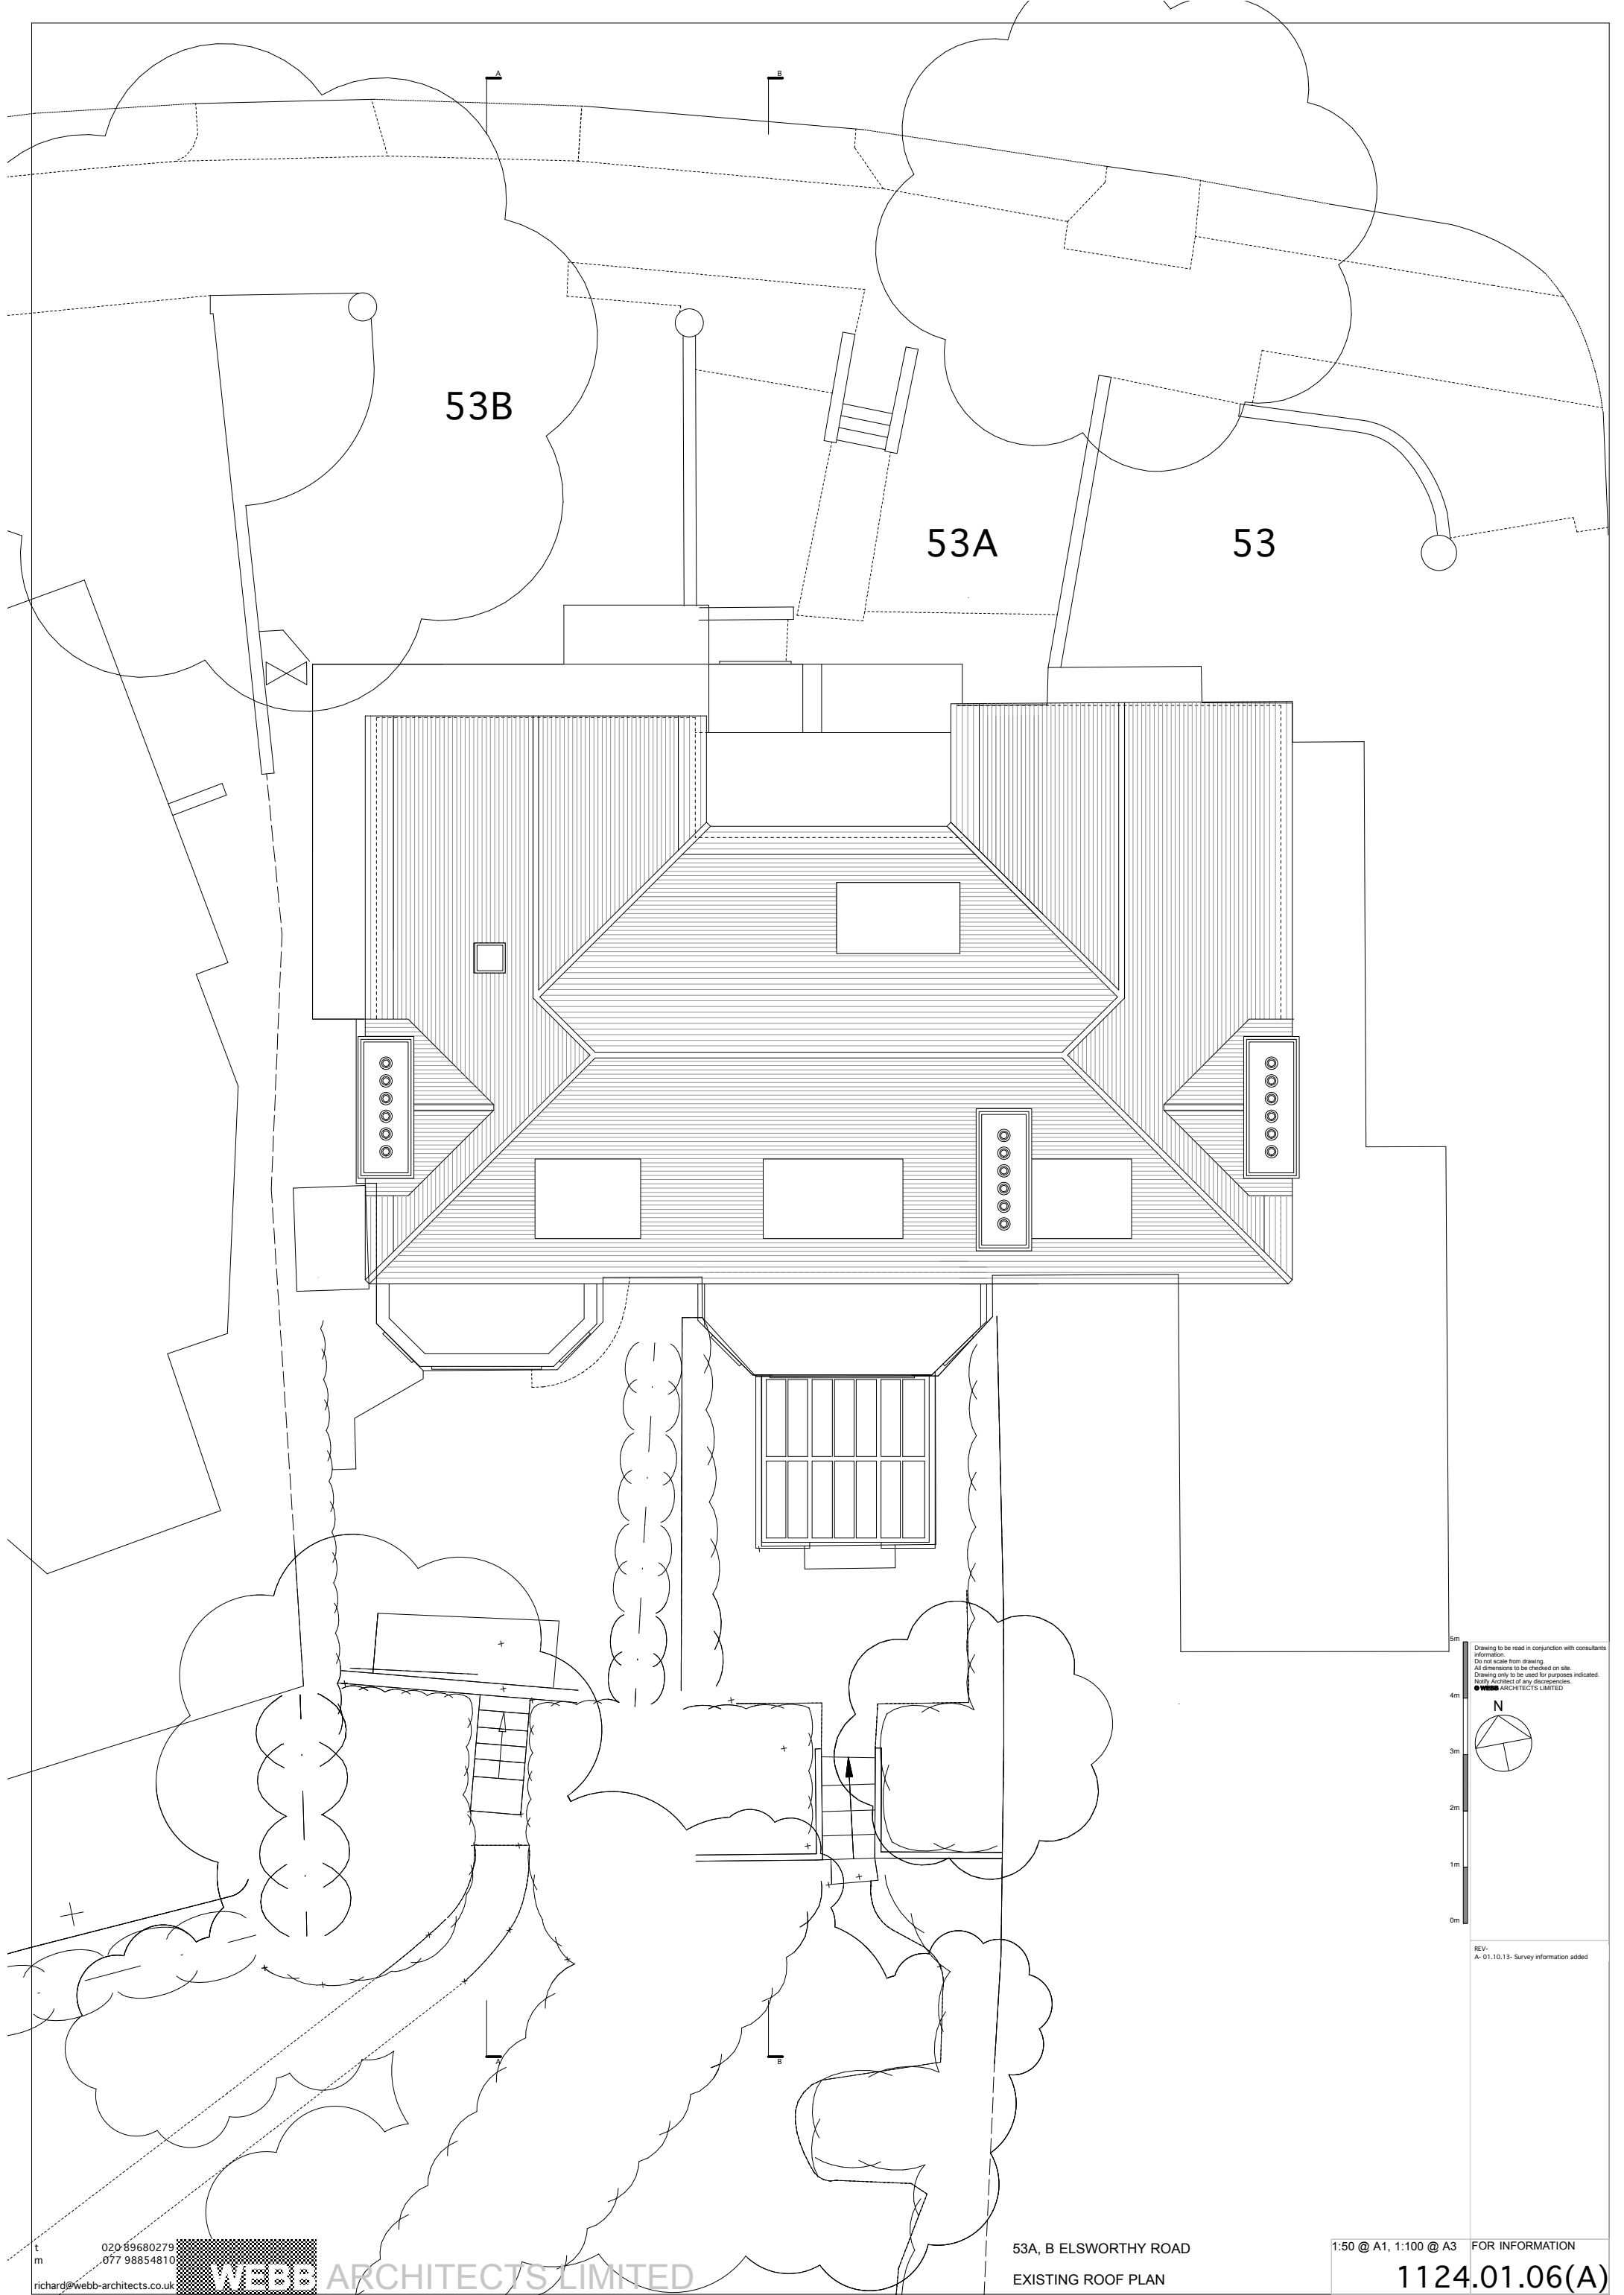 A
B
53B
53A
53
5m
4m
3m
2m
1m
0m
Drawing to be read in conjunction with consultants
information.
Do not scale from drawing.
All dimensions to be checked on site.
Drawing only to be used for purposes indicated.
Notify Architect of any discrepencies.
© WEBB ARCHITECTS LIMITED
N
REV-
A- 01.10.13- Survey information added
A
B
t 020 89680279
m 077 98854810
richard@webb-architects.co.uk
WEBB ARCHITECTS LIMITED
53A, B ELSWORTHY ROAD
EXISTING ROOF PLAN
1:50 @ A1, 1:100 @ A3 FOR INFORMATION
1124.01.06(A)